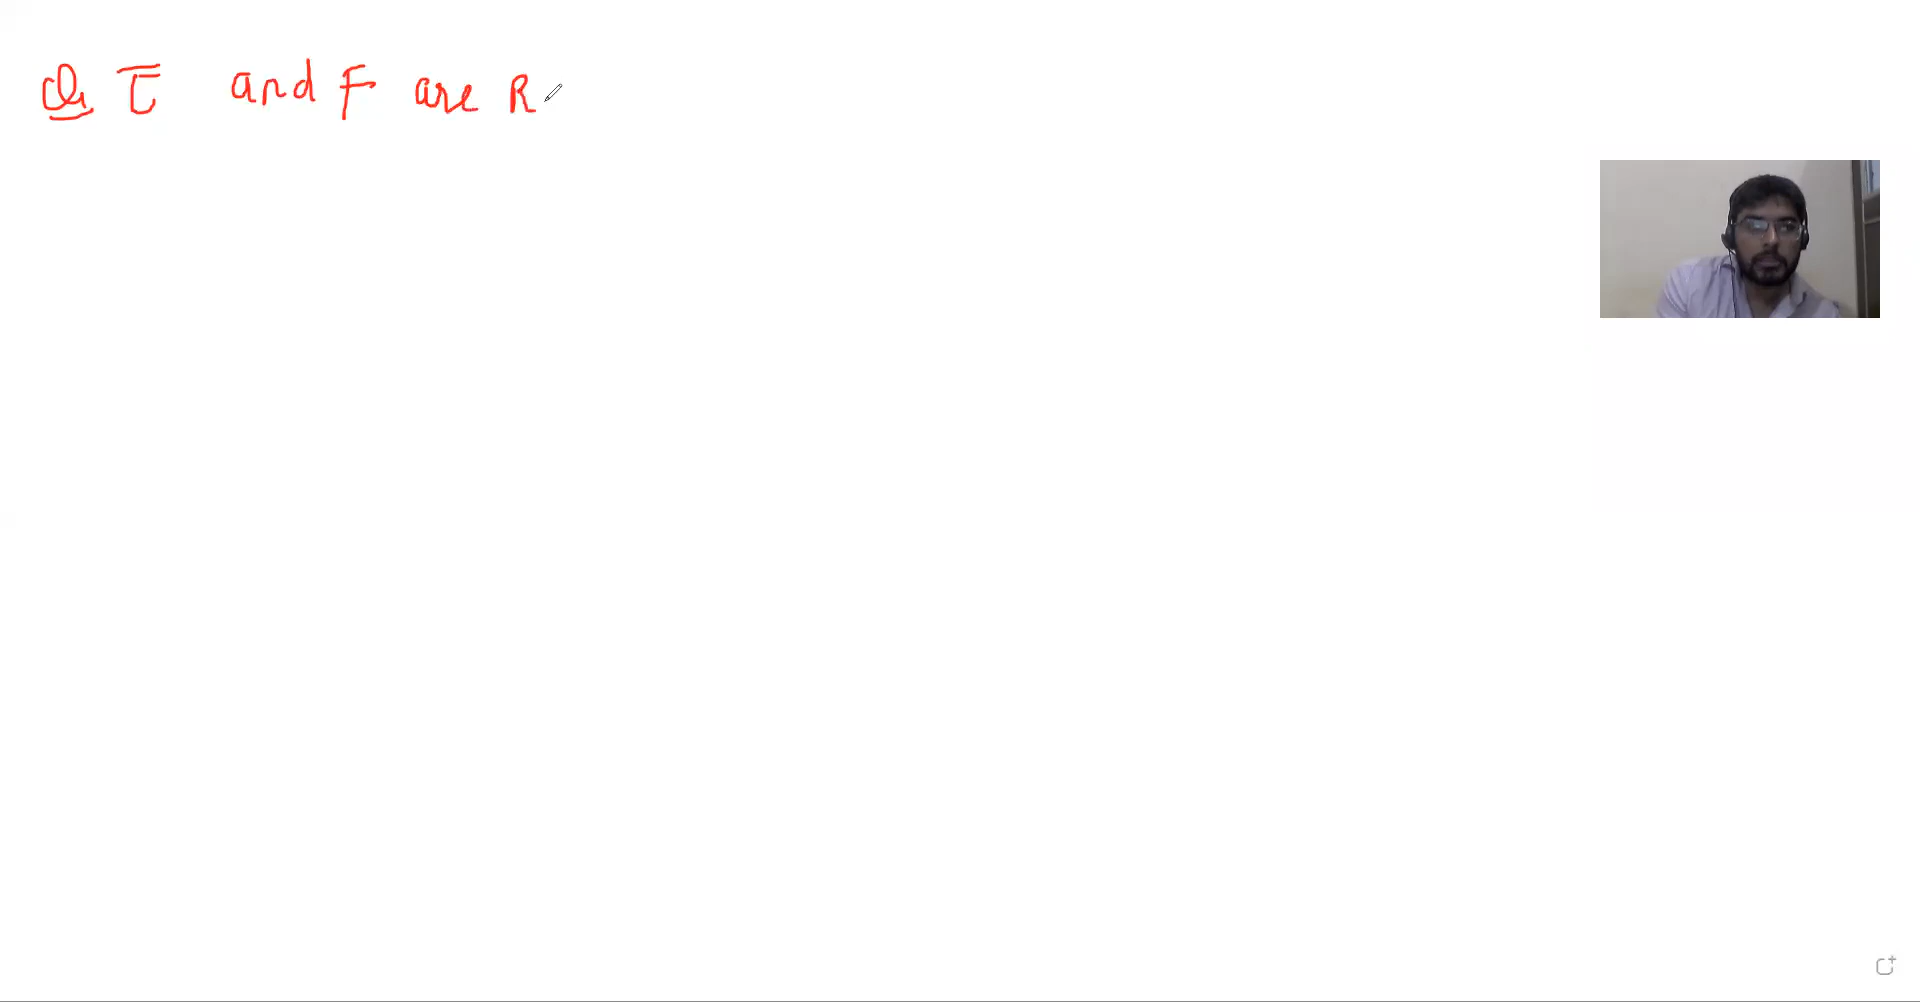 Q. τ and F are R